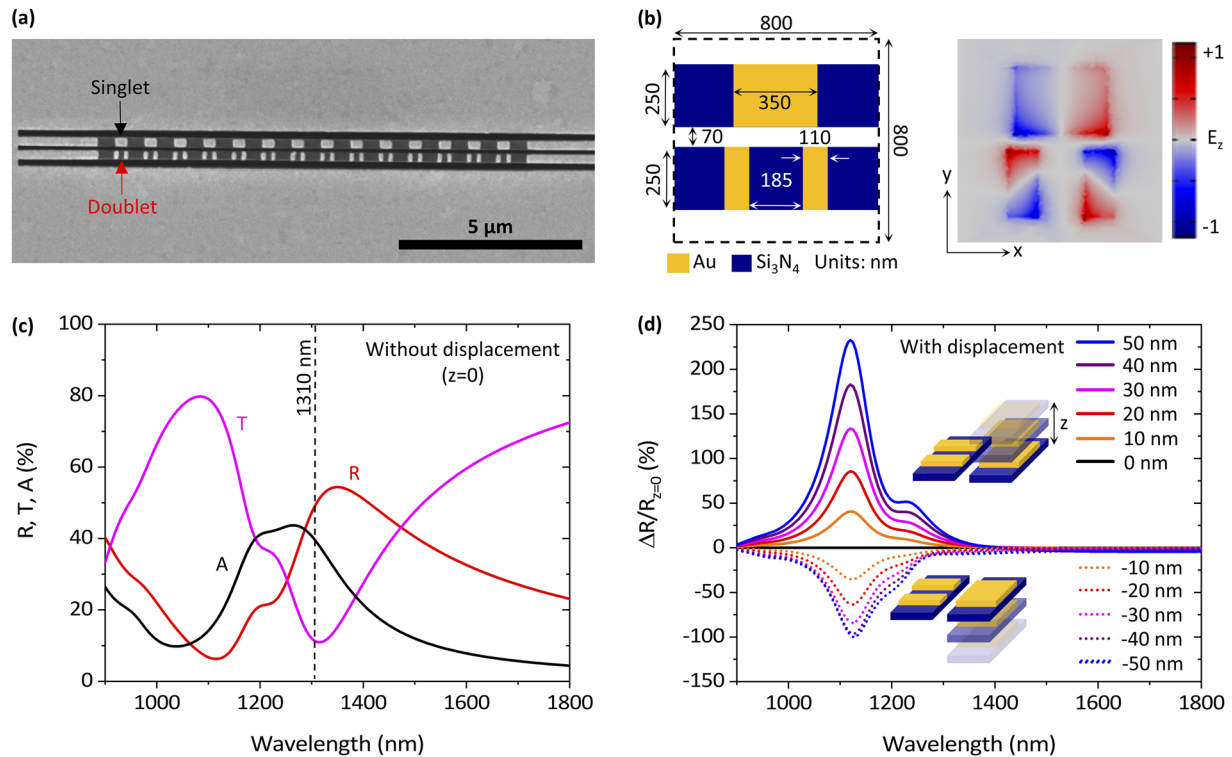 (a)
Singlet
Doublet
5 μm
(b)
800
250
350
70
110
800
250
185
Au
Si₃N₄
Units: nm
y
x
+1
E_z
-1
(c)
Without displacement
(z=0)
1310 nm
T
R
A
R, T, A (%)
100
80
60
40
20
0
1000
1200
1400
1600
1800
Wavelength (nm)
(d)
With displacement
50 nm
40 nm
30 nm
20 nm
10 nm
0 nm
z
-10 nm
-20 nm
-30 nm
-40 nm
-50 nm
ΔR/R_z=0 (%)
250
200
150
100
50
0
-50
-100
-150
1000
1200
1400
1600
1800
Wavelength (nm)